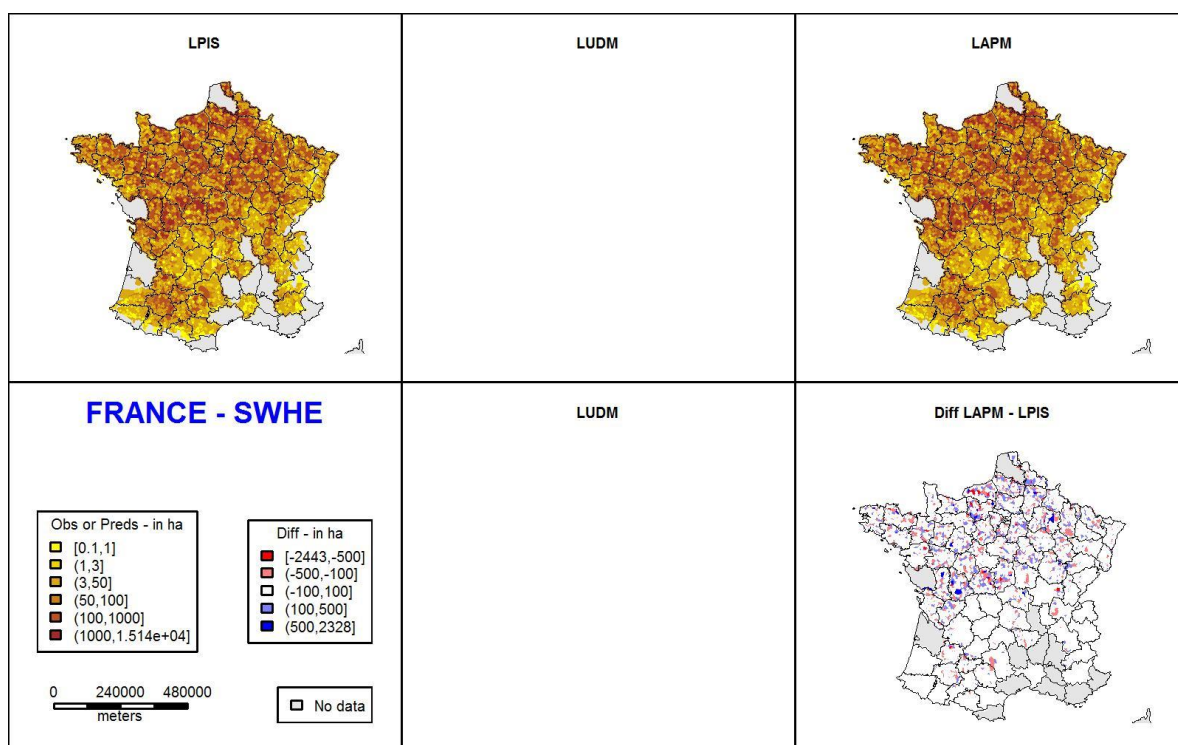 LPIS
LUDM
LAPM
FRANCE - SWHE
LUDM
Diff LAPM - LPIS
Obs or Preds - in ha
[0.1,1]
(1,3]
(3,50]
(50,100]
(100,1000]
(1000,1.514e+04]
Diff - in ha
[-2443,-500]
(-500,-100]
(-100,100]
(100,500]
(500,2328]
0 240000 480000
meters
No data